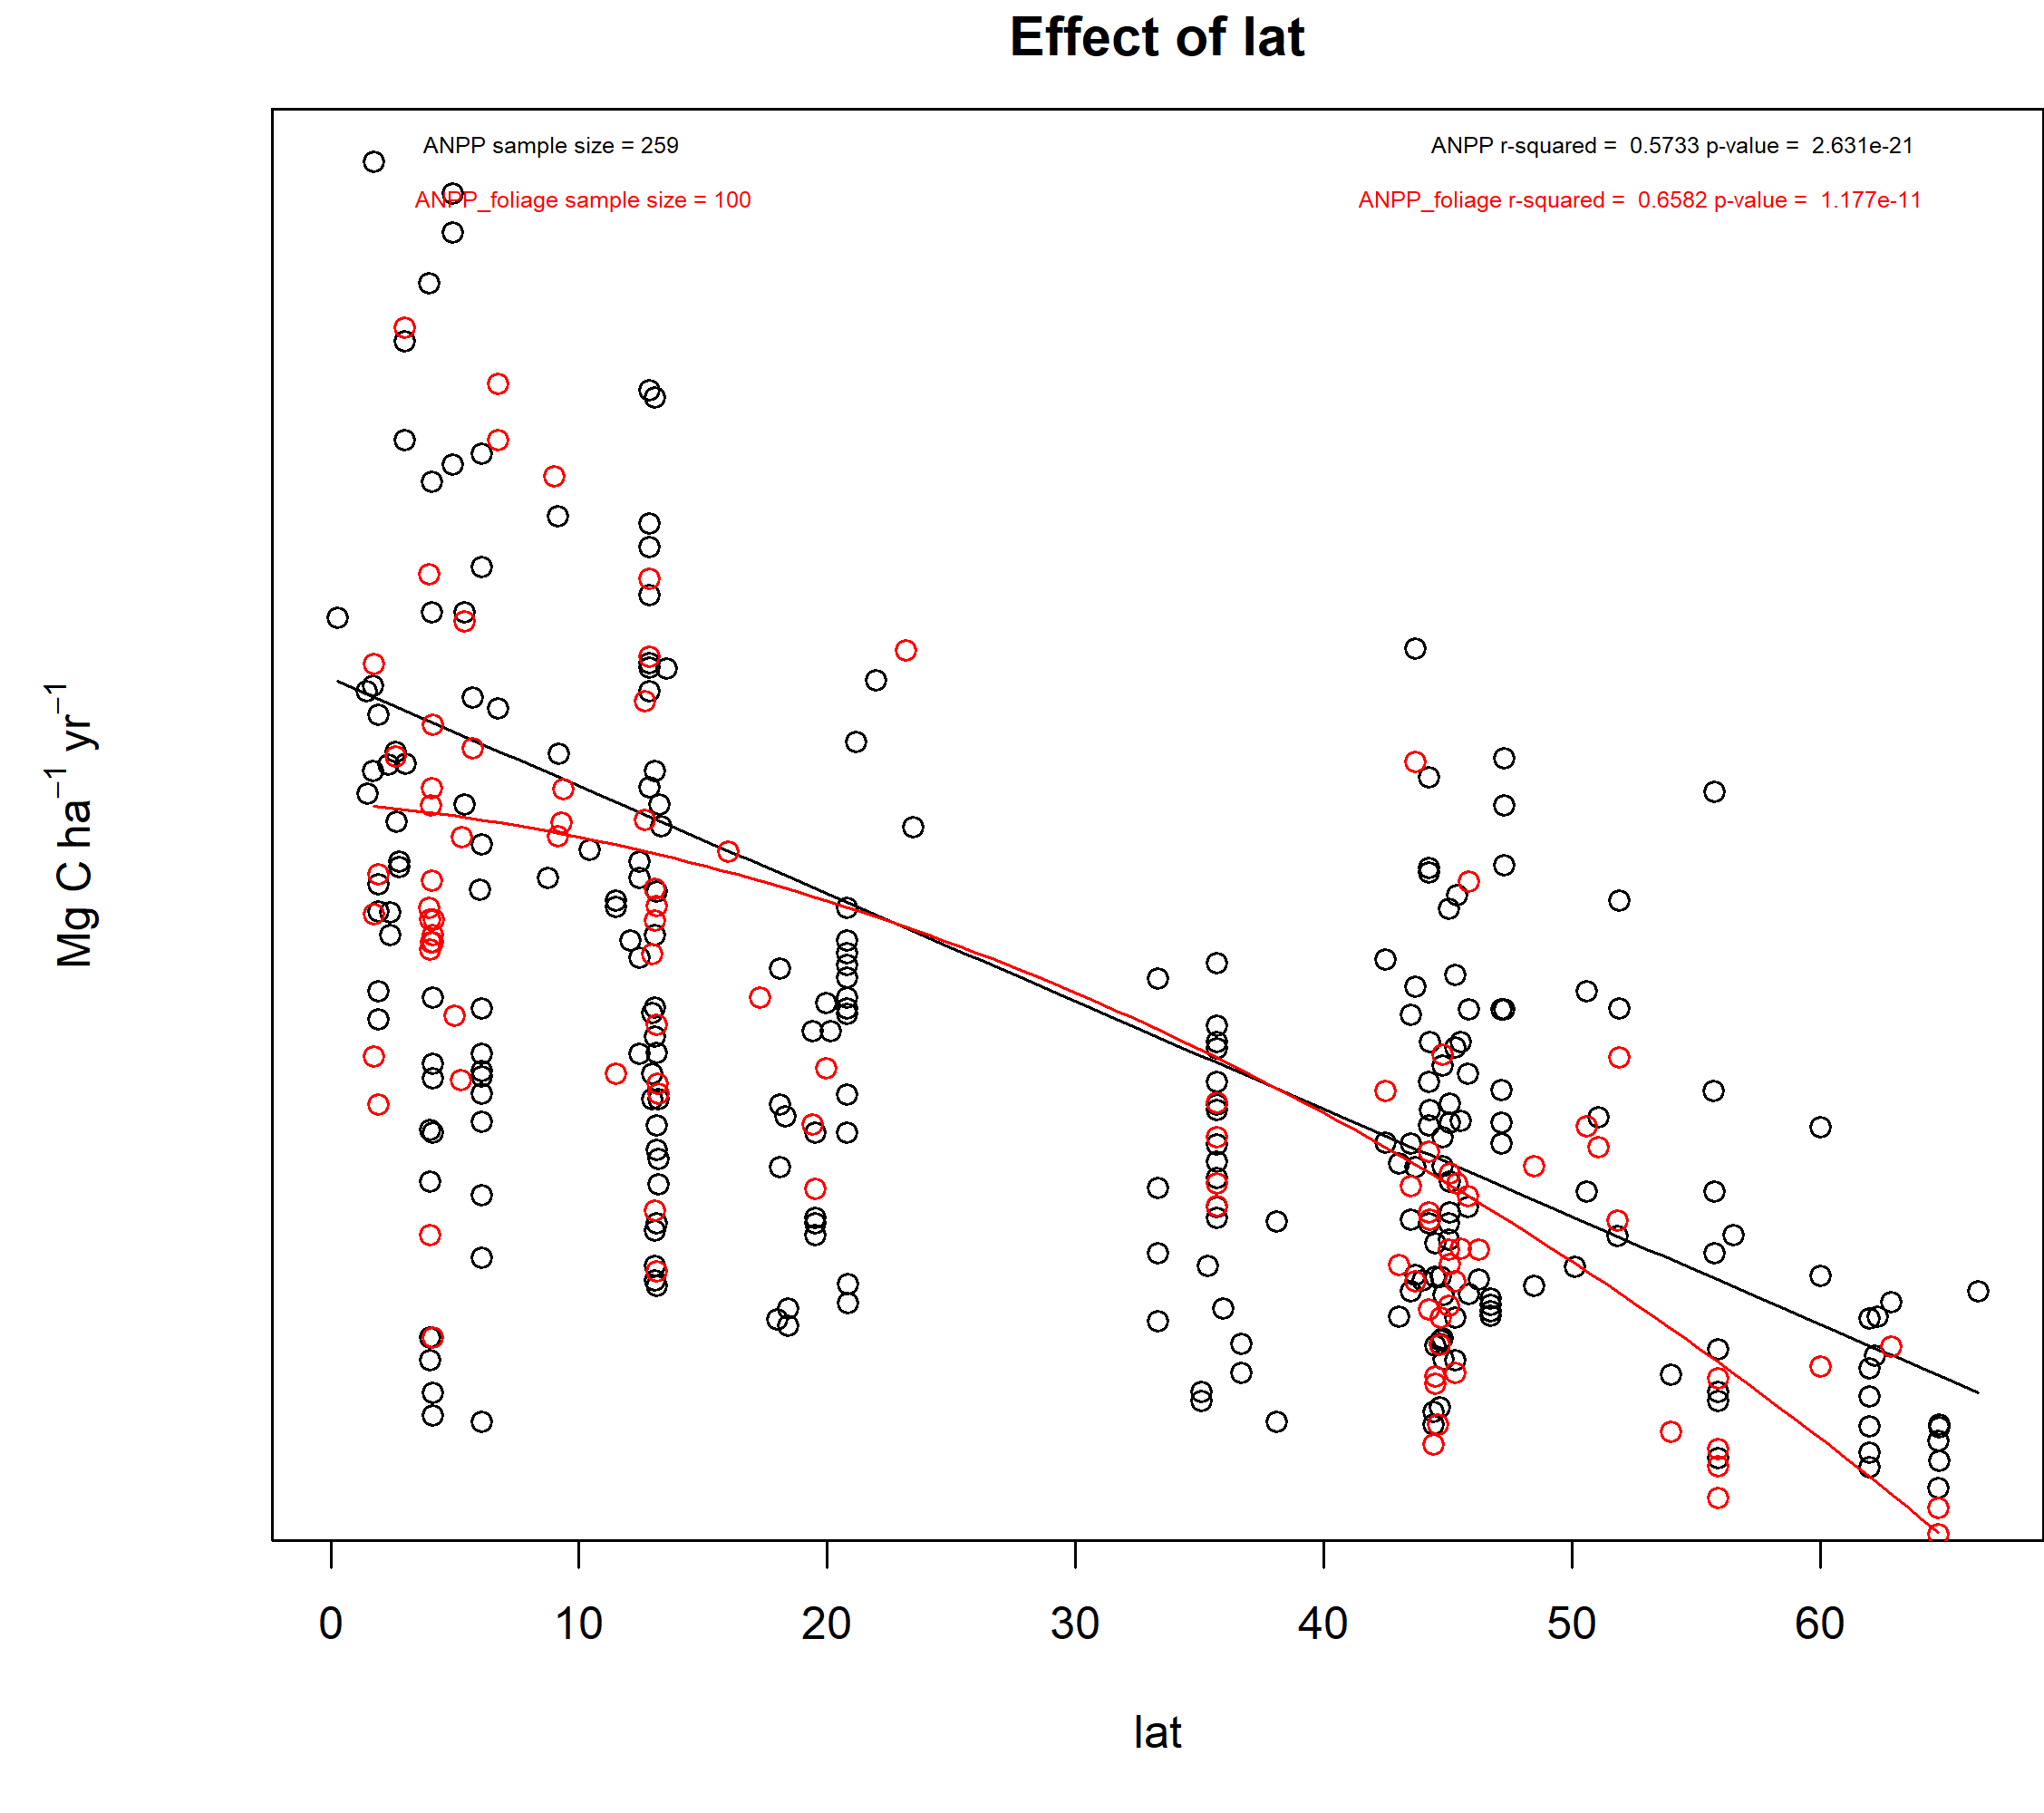 Effect of lat
ANPP sample size = 259
ANPP r-squared =  0.5733 p-value =  2.631e-21
ANPP_foliage sample size = 100
ANPP_foliage r-squared =  0.6582 p-value =  1.177e-11
Mg C ha⁻¹ yr⁻¹
0 10 20 30 40 50 60
lat